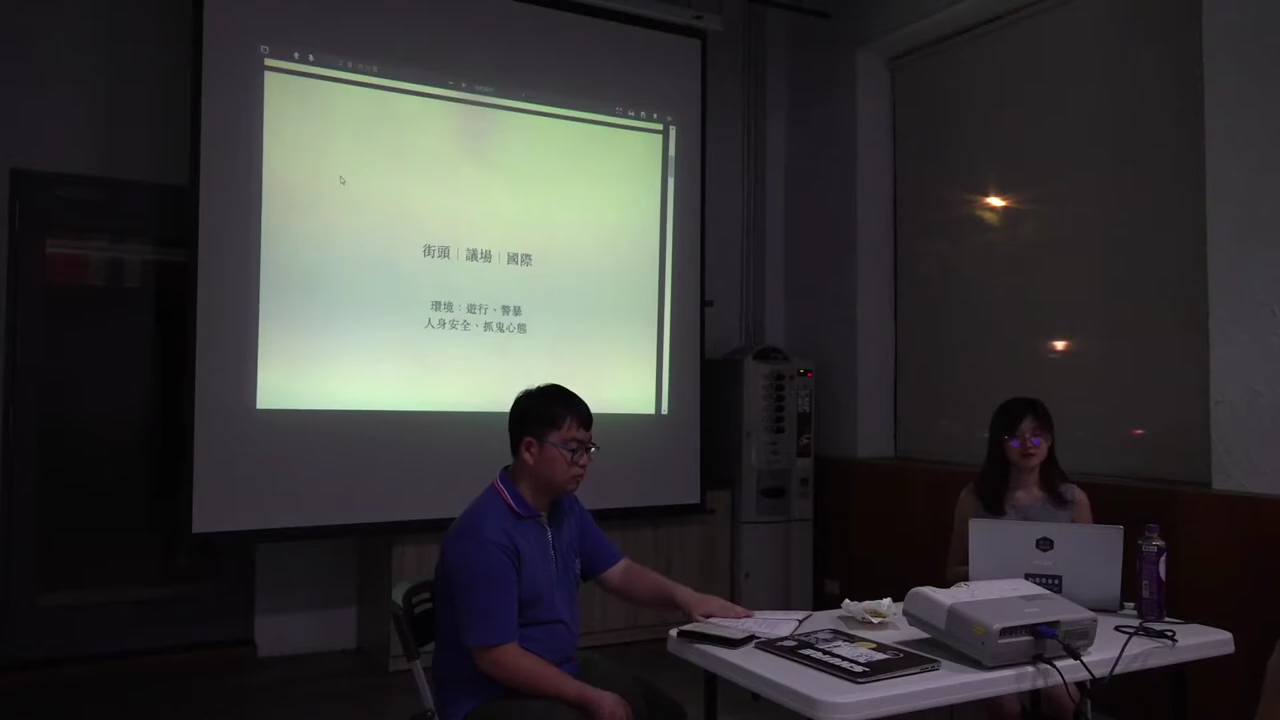 街頭｜議場｜國際
環境：遊行、警暴
人身安全、抓鬼心態